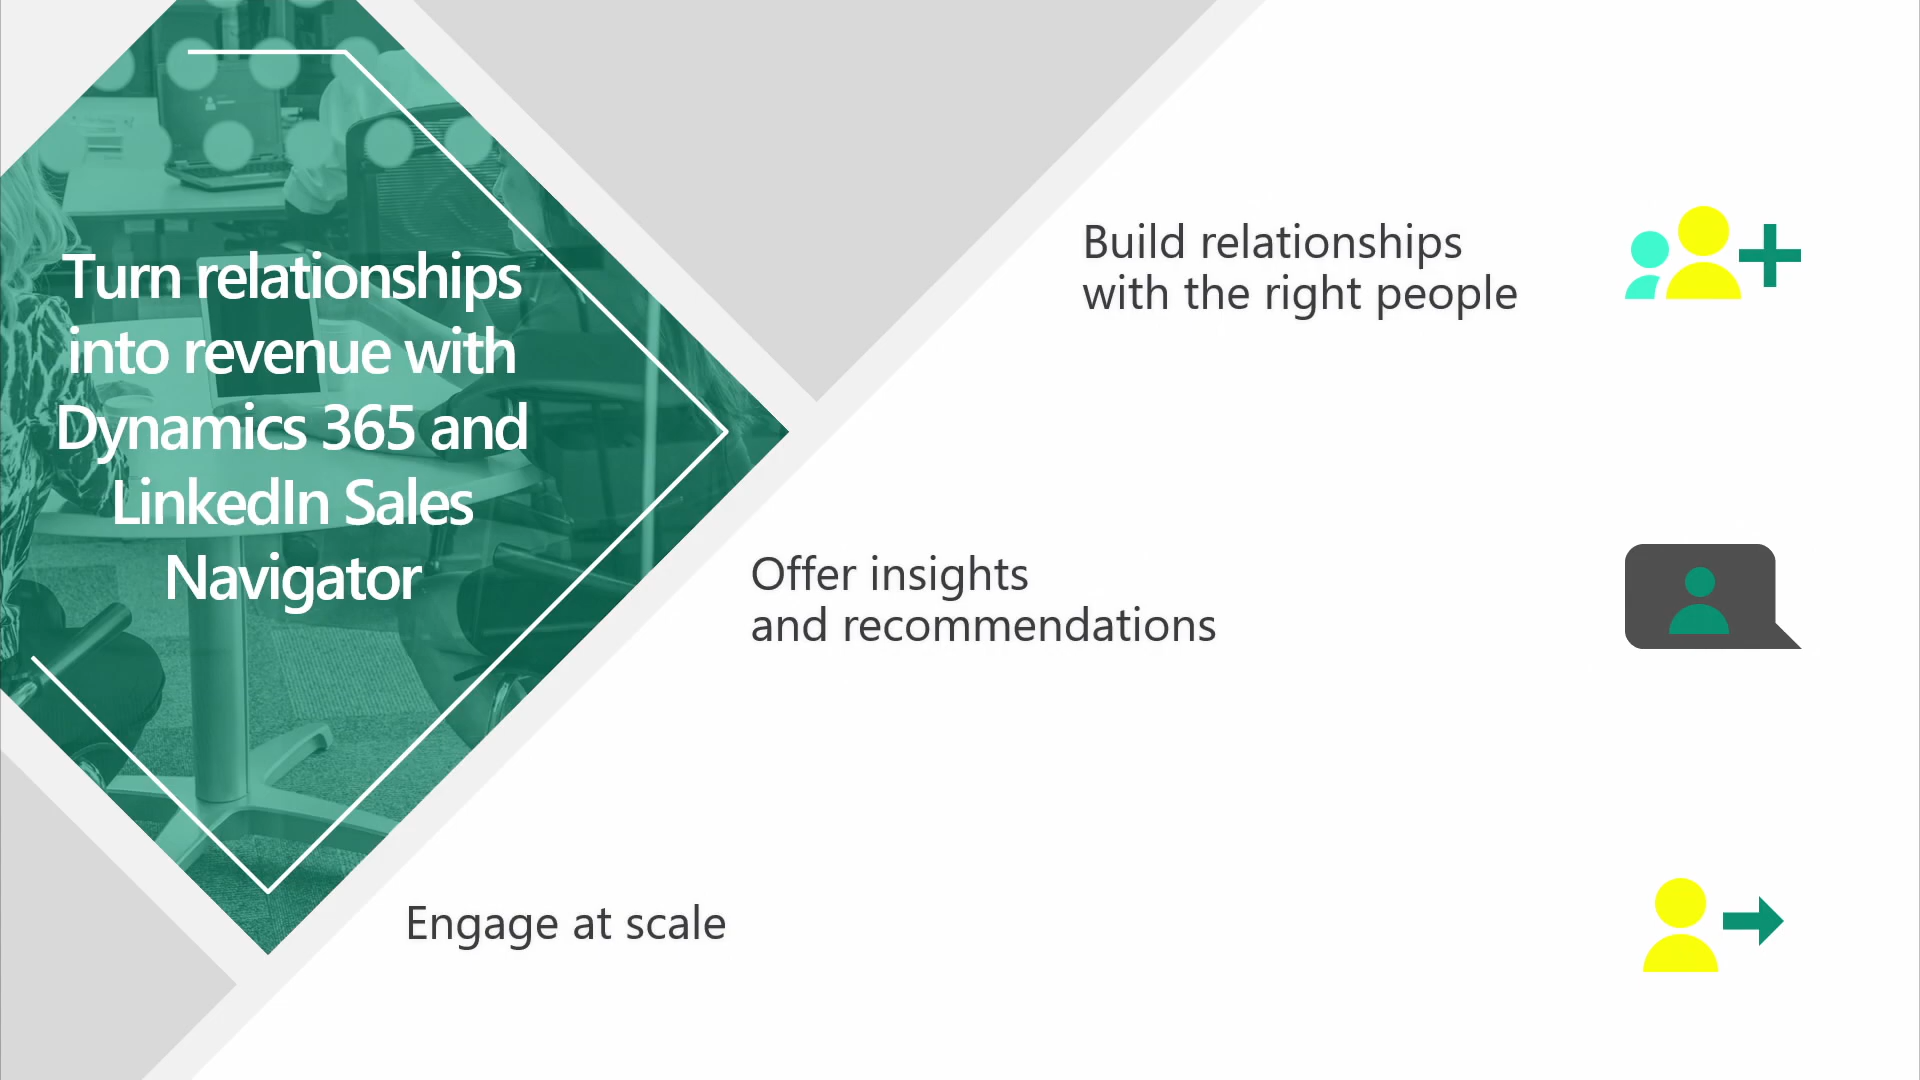 Turn relationships
into revenue with
Dynamics 365 and
LinkedIn Sales
Navigator
Build relationships
with the right people
Offer insights
and recommendations
Engage at scale